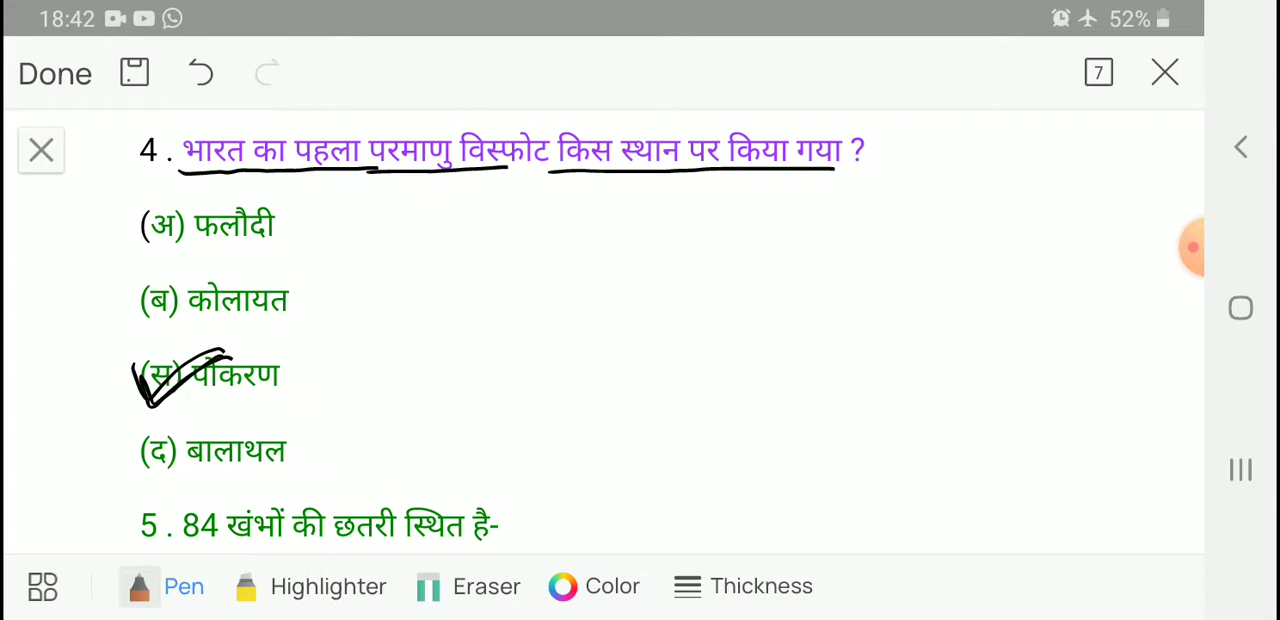 18:42 52%
Done 7
4 . भारत का पहला परमाणु विस्फोट किस स्थान पर किया गया ?
(अ) फलौदी
(ब) कोलायत
(स) पोकरण
(द) बालाथल
5 . 84 खंभों की छतरी स्थित है-
Pen Highlighter Eraser Color Thickness